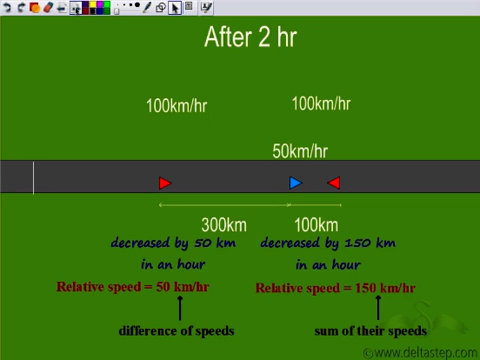 After 2 hr
100km/hr
100km/hr
50km/hr
300km
100km
decreased by 50 km
in an hour
decreased by 150 km
in an hour
Relative speed = 50 km/hr
Relative speed = 150 km/hr
difference of speeds
sum of their speeds
©www.deltastep.com